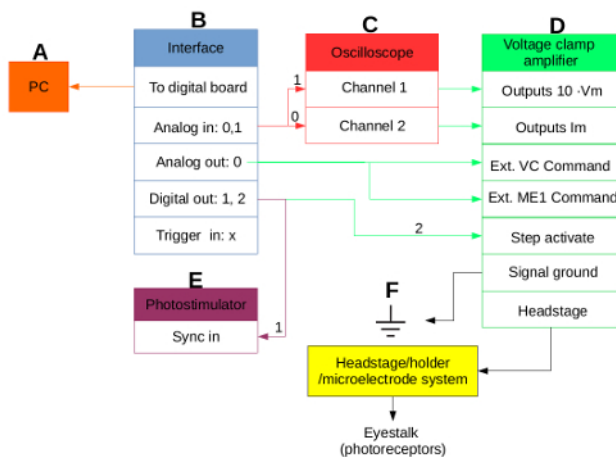 A
PC
B
Interface
To digital board
Analog in: 0,1
Analog out: 0
Digital out: 1, 2
Trigger in: x
C
Oscilloscope
Channel 1
Channel 2
1
0
D
Voltage clamp
amplifier
Outputs 10 ·Vm
Outputs Im
Ext. VC Command
Ext. ME1 Command
Step activate
Signal ground
Headstage
2
E
Photostimulator
Sync in
1
F
Headstage/holder
/microelectrode system
Eyestalk
(photoreceptors)